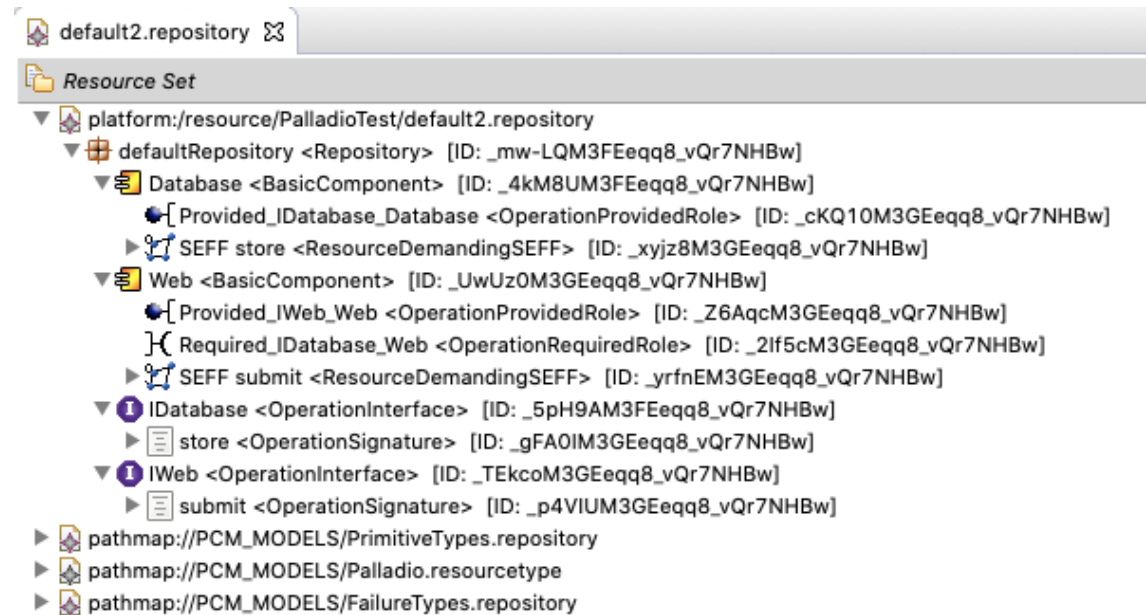 default2.repository
Resource Set
platform:/resource/PalladioTest/default2.repository
defaultRepository <Repository> [ID: _mw-LQM3FEeqq8_vQr7NHBw]
Database <BasicComponent> [ID: _4kM8UM3FEeqq8_vQr7NHBw]
Provided_IDatabase_Database <OperationProvidedRole> [ID: _cKQ10M3GEeqq8_vQr7NHBw]
SEFF store <ResourceDemandingSEFF> [ID: _xyjz8M3GEeqq8_vQr7NHBw]
Web <BasicComponent> [ID: _UwUz0M3GEeqq8_vQr7NHBw]
Provided_IWeb_Web <OperationProvidedRole> [ID: _Z6AqcM3GEeqq8_vQr7NHBw]
Required_IDatabase_Web <OperationRequiredRole> [ID: _2If5cM3GEeqq8_vQr7NHBw]
SEFF submit <ResourceDemandingSEFF> [ID: _yrfnEM3GEeqq8_vQr7NHBw]
IDatabase <OperationInterface> [ID: _5pH9AM3FEeqq8_vQr7NHBw]
store <OperationSignature> [ID: _gFA0IM3GEeqq8_vQr7NHBw]
IWeb <OperationInterface> [ID: _TEkcoM3GEeqq8_vQr7NHBw]
submit <OperationSignature> [ID: _p4VIUM3GEeqq8_vQr7NHBw]
pathmap://PCM_MODELS/PrimitiveTypes.repository
pathmap://PCM_MODELS/Palladio.resourcetype
pathmap://PCM_MODELS/FailureTypes.repository